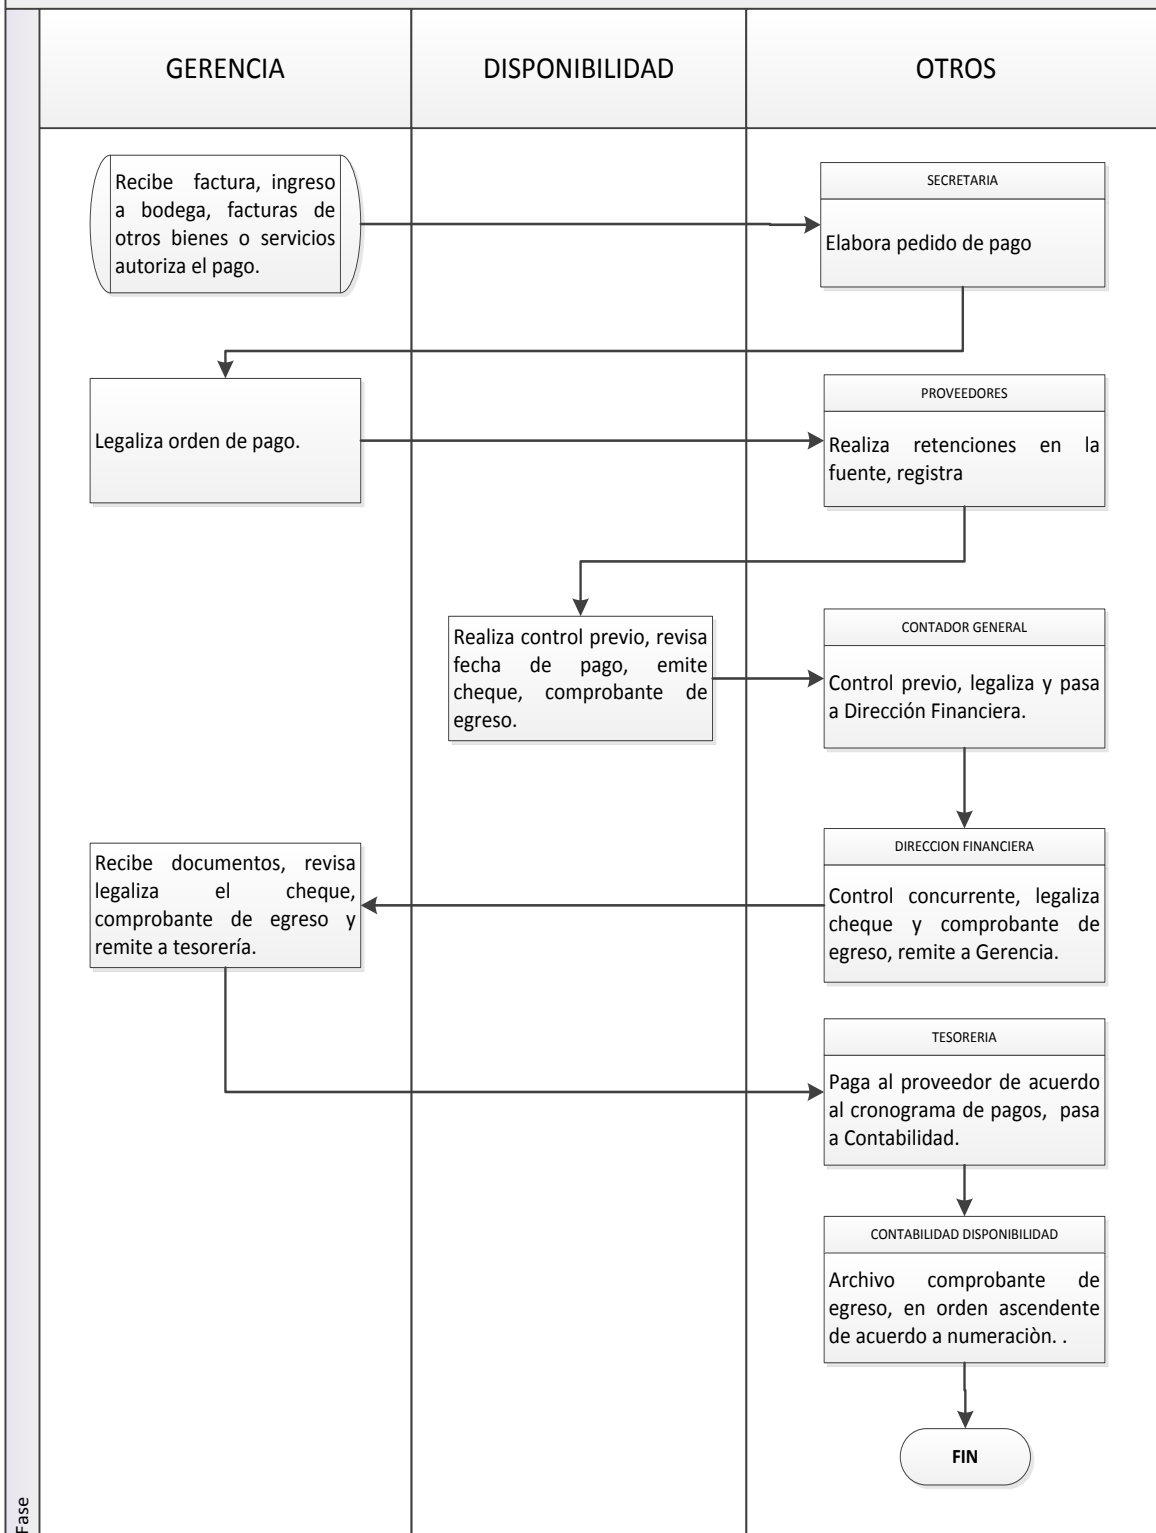 GERENCIA
DISPONIBILIDAD
OTROS
Recibe factura, ingreso
a bodega, facturas de
otros bienes o servicios
autoriza el pago.
SECRETARIA
Elabora pedido de pago
Legaliza orden de pago.
PROVEEDORES
Realiza retenciones en la
fuente, registra
Realiza control previo, revisa
fecha de pago, emite
cheque, comprobante de
egreso.
CONTADOR GENERAL
Control previo, legaliza y pasa
a Dirección Financiera.
DIRECCION FINANCIERA
Control concurrente, legaliza
cheque y comprobante de
egreso, remite a Gerencia.
Recibe documentos, revisa
legaliza el cheque,
comprobante de egreso y
remite a tesorería.
TESORERIA
Paga al proveedor de acuerdo
al cronograma de pagos, pasa
a Contabilidad.
CONTABILIDAD DISPONIBILIDAD
Archivo comprobante de
egreso, en orden ascendente
de acuerdo a numeraciòn. .
FIN
Fase